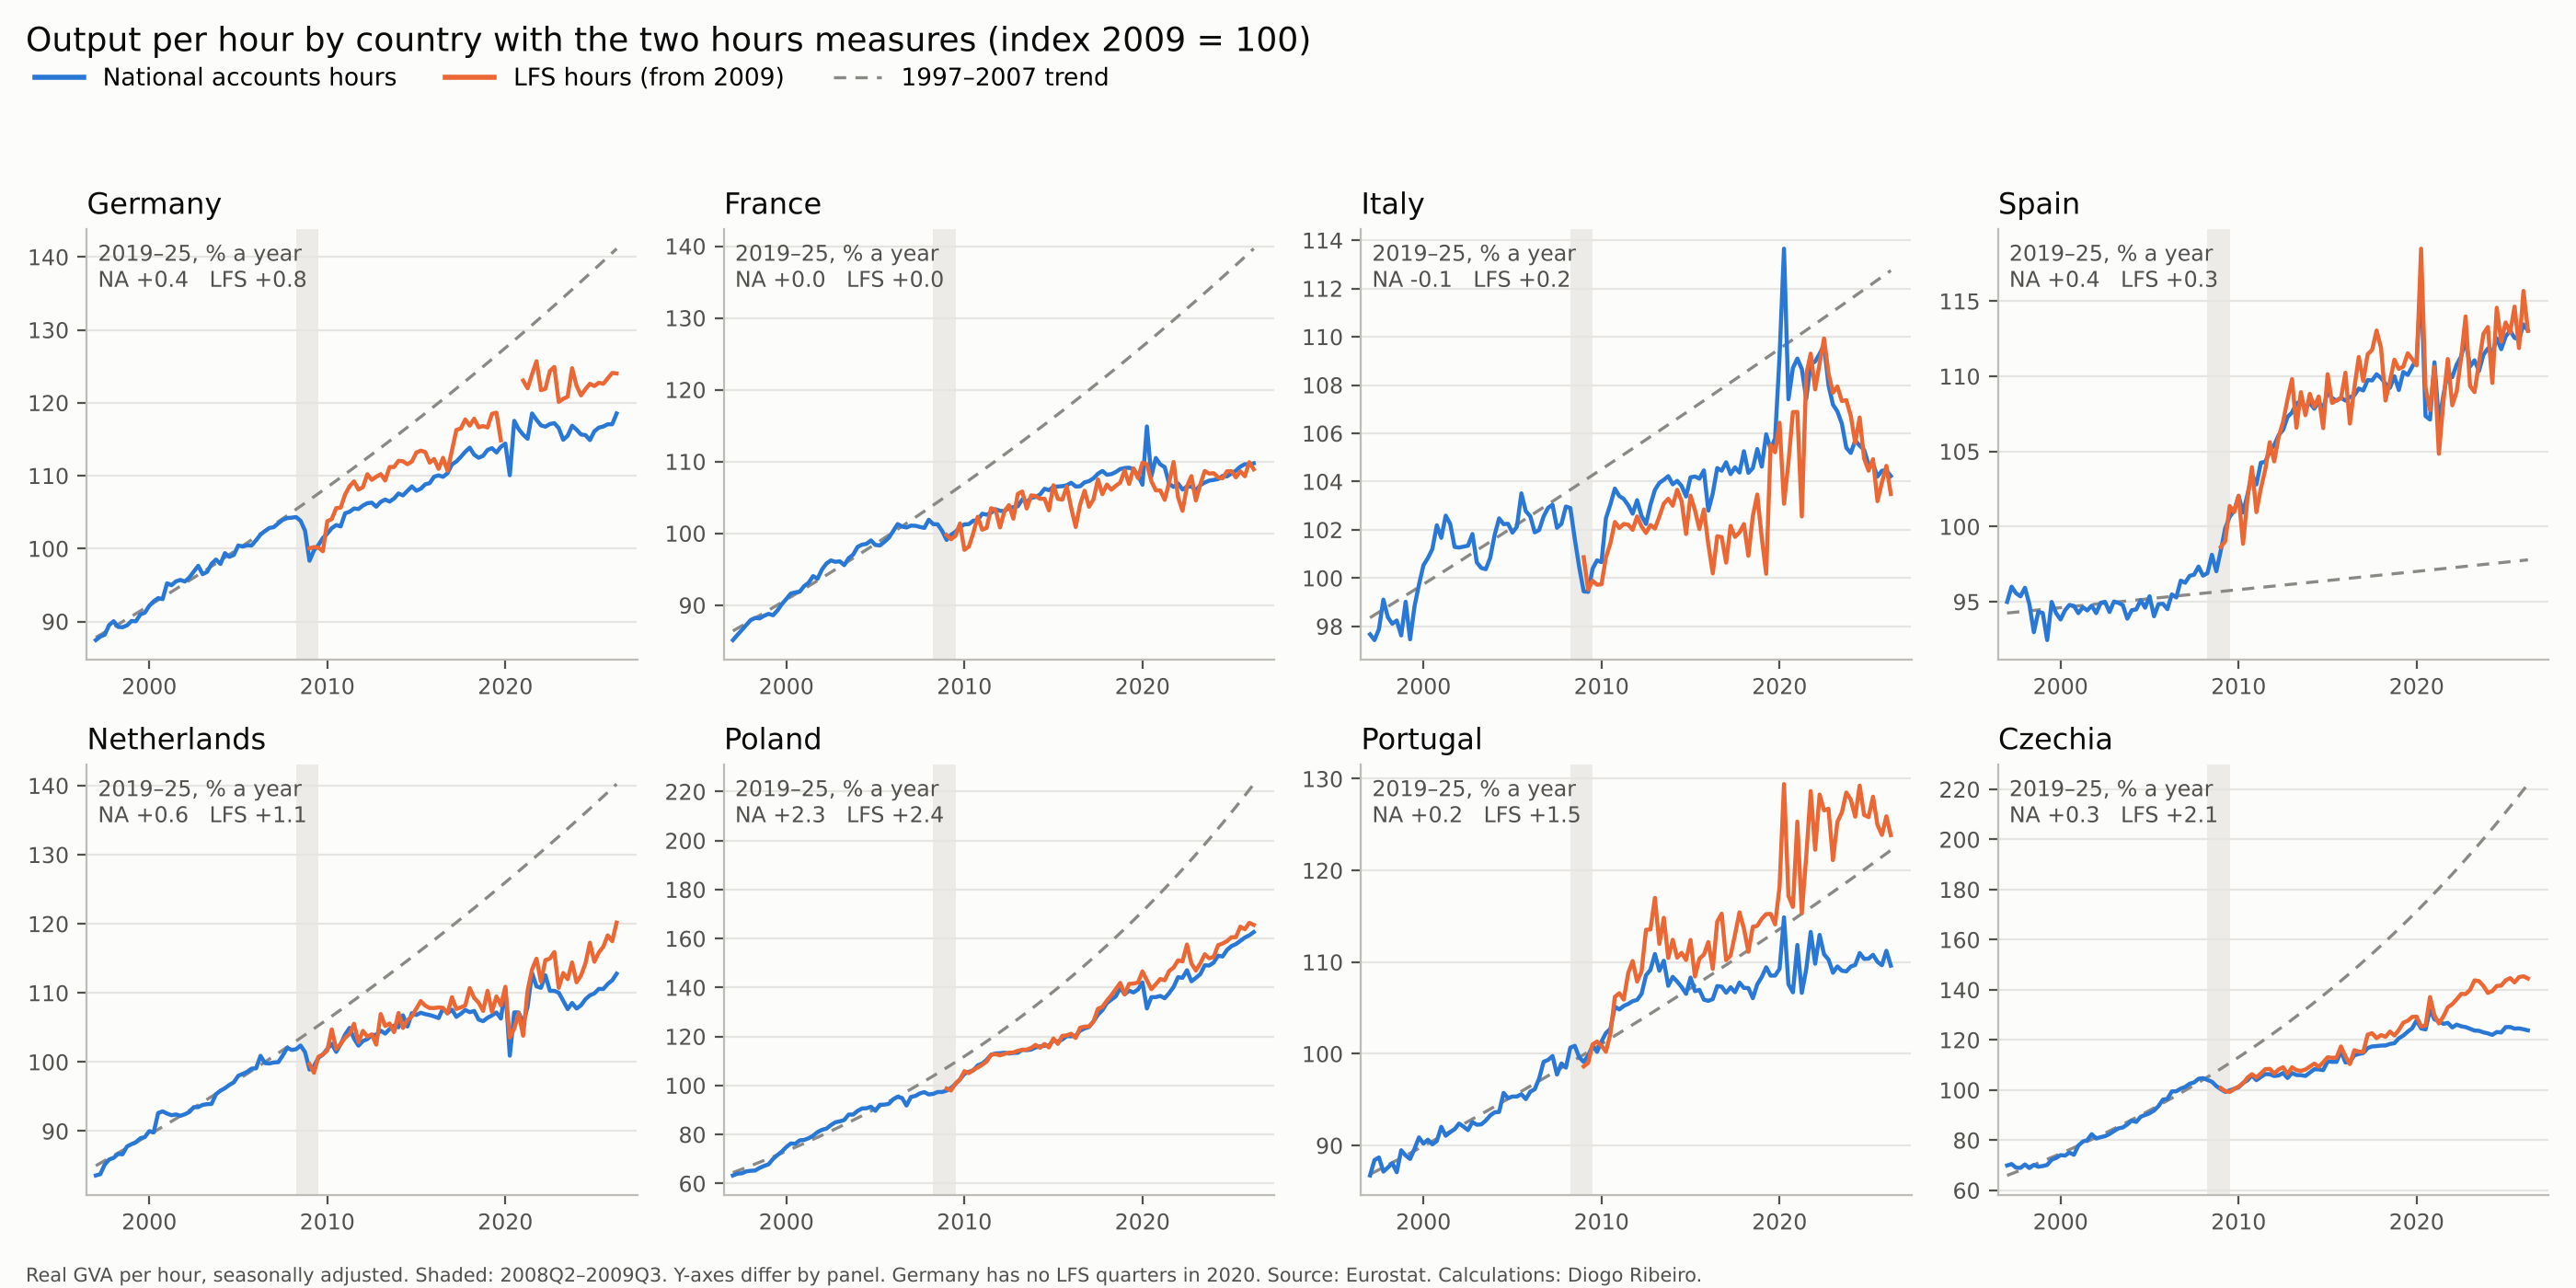 Output per hour by country with the two hours measures (index 2009 = 100)
National accounts hours LFS hours (from 2009) 1997–2007 trend
Germany
2019–25, % a year
NA +0.4 LFS +0.8
140
130
120
110
100
90
2000 2010 2020
France
2019–25, % a year
NA +0.0 LFS +0.0
140
130
120
110
100
90
2000 2010 2020
Italy
2019–25, % a year
NA -0.1 LFS +0.2
114
112
110
108
106
104
102
100
98
2000 2010 2020
Spain
2019–25, % a year
NA +0.4 LFS +0.3
115
110
105
100
95
2000 2010 2020
Netherlands
2019–25, % a year
NA +0.6 LFS +1.1
140
130
120
110
100
90
2000 2010 2020
Poland
2019–25, % a year
NA +2.3 LFS +2.4
220
200
180
160
140
120
100
80
60
2000 2010 2020
Portugal
2019–25, % a year
NA +0.2 LFS +1.5
130
120
110
100
90
2000 2010 2020
Czechia
2019–25, % a year
NA +0.3 LFS +2.1
220
200
180
160
140
120
100
80
60
2000 2010 2020
Real GVA per hour, seasonally adjusted. Shaded: 2008Q2–2009Q3. Y-axes differ by panel. Germany has no LFS quarters in 2020. Source: Eurostat. Calculations: Diogo Ribeiro.